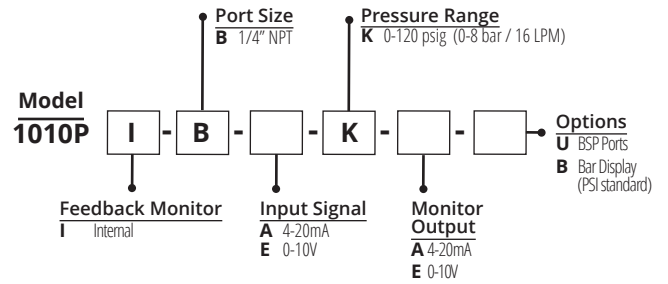 Port Size
B 1/4” NPT
Pressure Range
K 0-120 psig (0-8 bar / 16 LPM)
Model
1010P I - B - - K - -
Options
U BSP Ports
B Bar Display
(PSI standard)
Feedback Monitor
I Internal
Input Signal
A 4-20mA
E 0-10V
Monitor
Output
A 4-20mA
E 0-10V